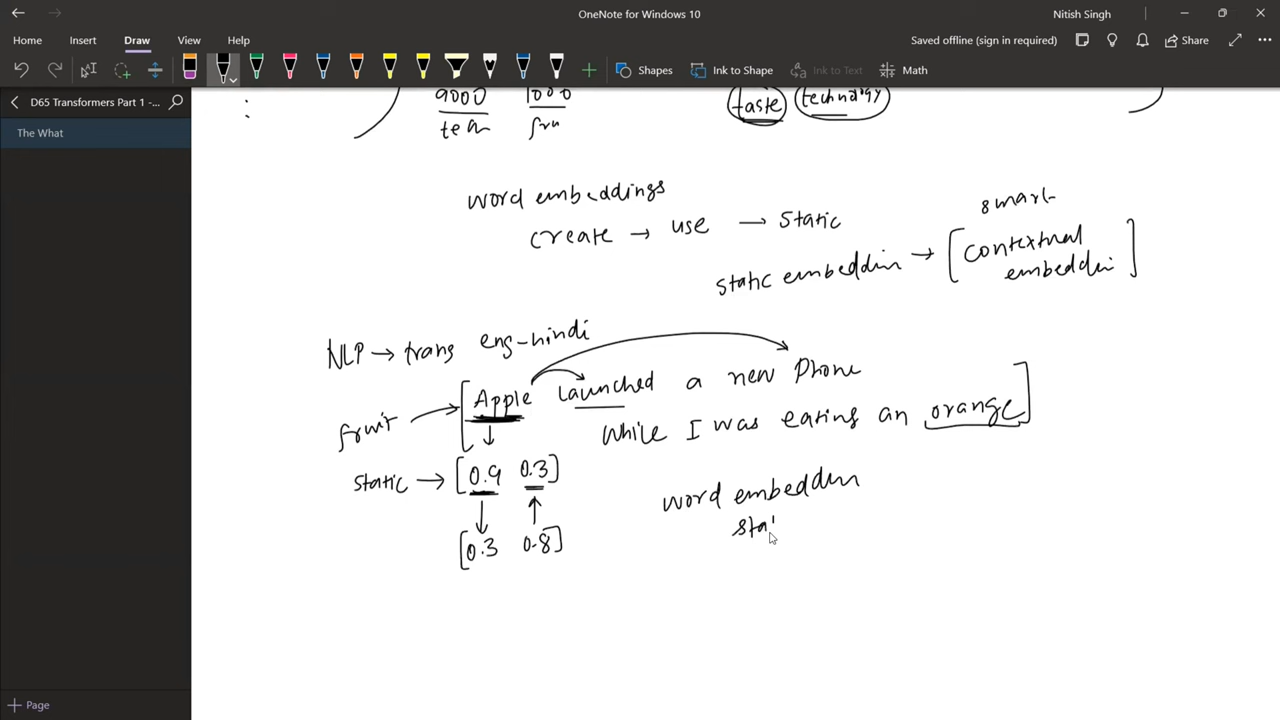 OneNote for Windows 10
Nitish Singh
Home Insert Draw View Help
Saved offline (sign in required)
Share
Shapes
Ink to Shape
Ink to Text
Math
D65 Transformers Part 1 -...
The What
9000 1000
tech fru
taste technology
word embeddings
create → use → static
smart
static embeddin → [contextual
embeddin]
NLP → trans eng-hindi
fruit → [Apple launched a new phone
while I was eating an orange]
static → [0.9 0.3]
word embeddin
[0.3 0.8]
sta
Page